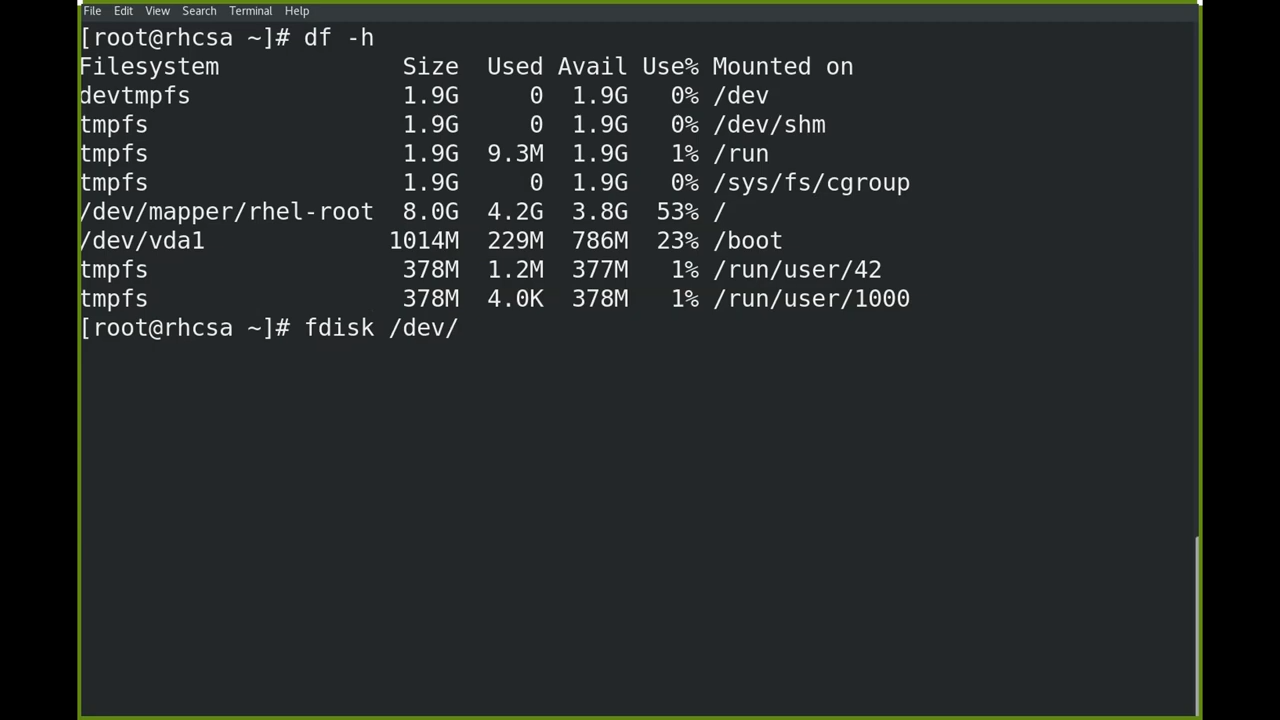 File Edit View Search Terminal Help
[root@rhcsa ~]# df -h
Filesystem             Size  Used Avail Use% Mounted on
devtmpfs               1.9G     0  1.9G   0% /dev
tmpfs                  1.9G     0  1.9G   0% /dev/shm
tmpfs                  1.9G  9.3M  1.9G   1% /run
tmpfs                  1.9G     0  1.9G   0% /sys/fs/cgroup
/dev/mapper/rhel-root  8.0G  4.2G  3.8G  53% /
/dev/vda1             1014M  229M  786M  23% /boot
tmpfs                  378M  1.2M  377M   1% /run/user/42
tmpfs                  378M  4.0K  378M   1% /run/user/1000
[root@rhcsa ~]# fdisk /dev/